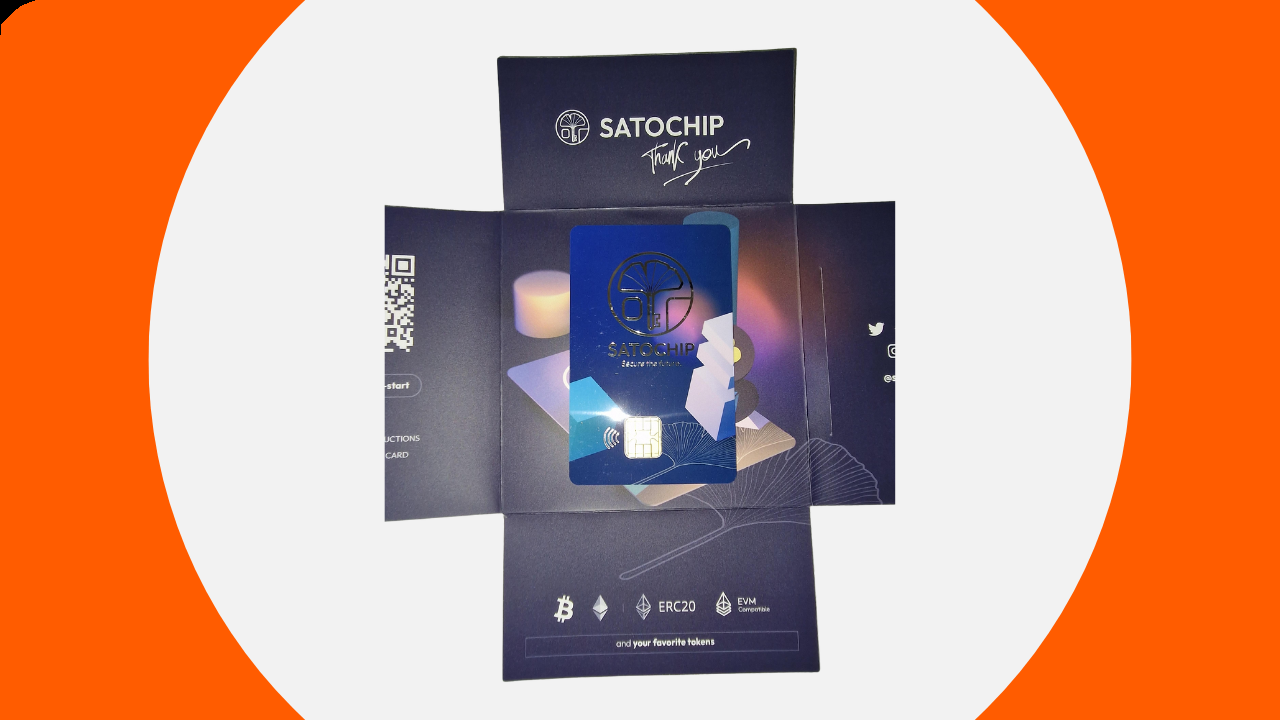 SATOCHIP
Thank you
SATOCHIP
Secure the future
-start
UCTIONS
CARD
@s
ERC20
EVM
Compatible
and your favorite tokens